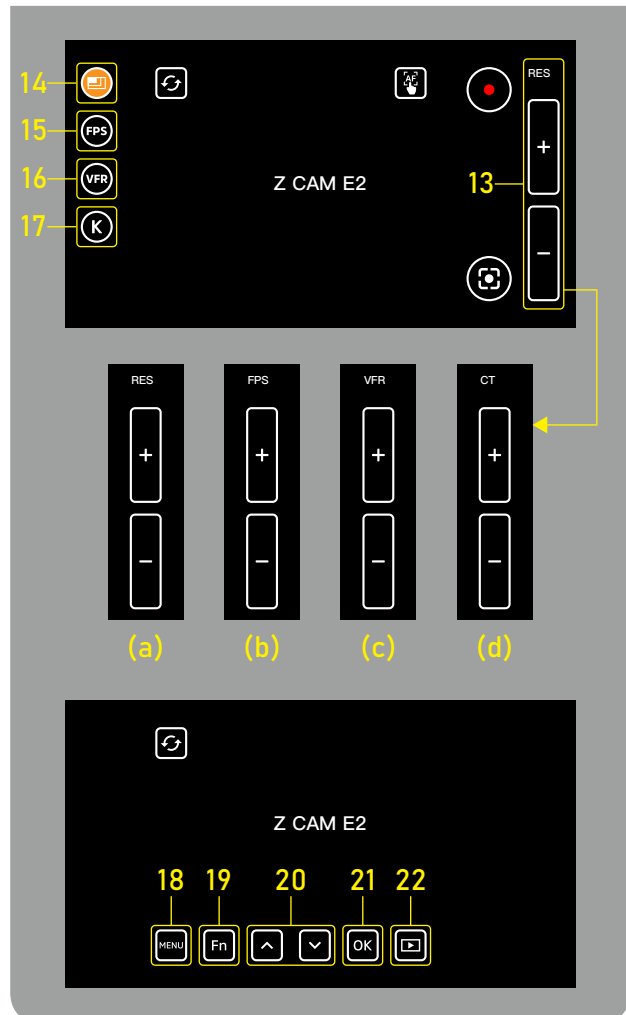 14
AF
RES
15
FPS
+
16
VFR
Z CAM E2
13
17
K
−
RES
FPS
VFR
CT
+
+
+
+
−
−
−
−
(a)
(b)
(c)
(d)
Z CAM E2
18
19
20
21
22
MENU
Fn
OK